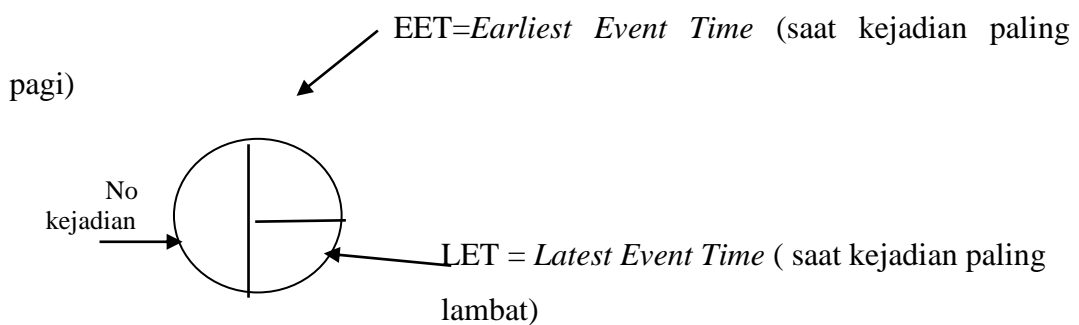 EET=Earliest Event Time (saat kejadian paling
pagi)
No
kejadian
LET = Latest Event Time ( saat kejadian paling
lambat)